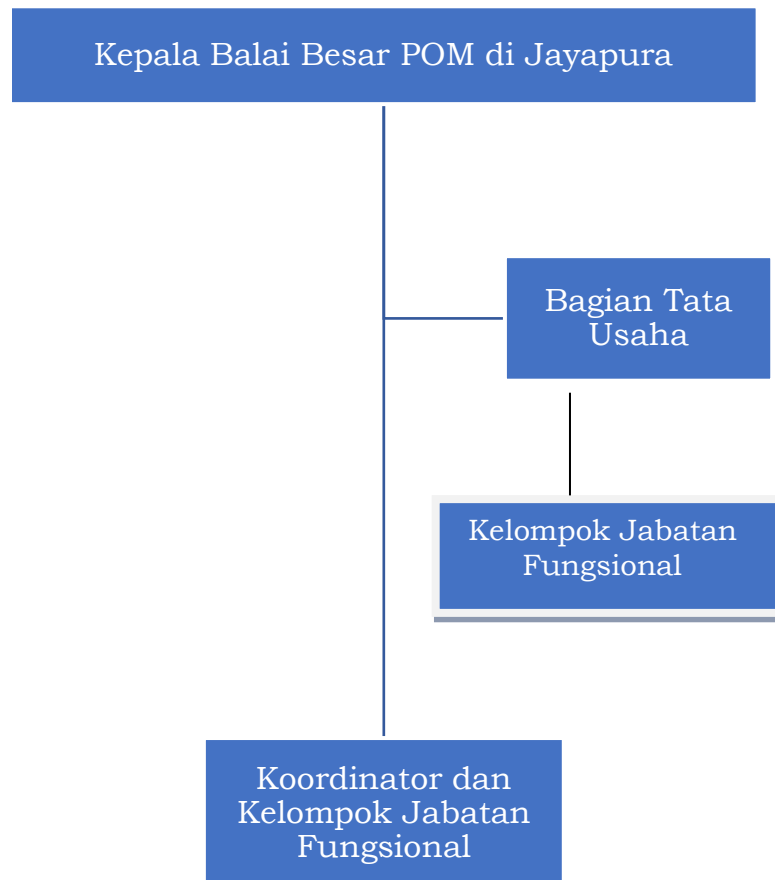 Kepala Balai Besar POM di Jayapura
Bagian Tata
Usaha
Kelompok Jabatan
Fungsional
Koordinator dan
Kelompok Jabatan
Fungsional